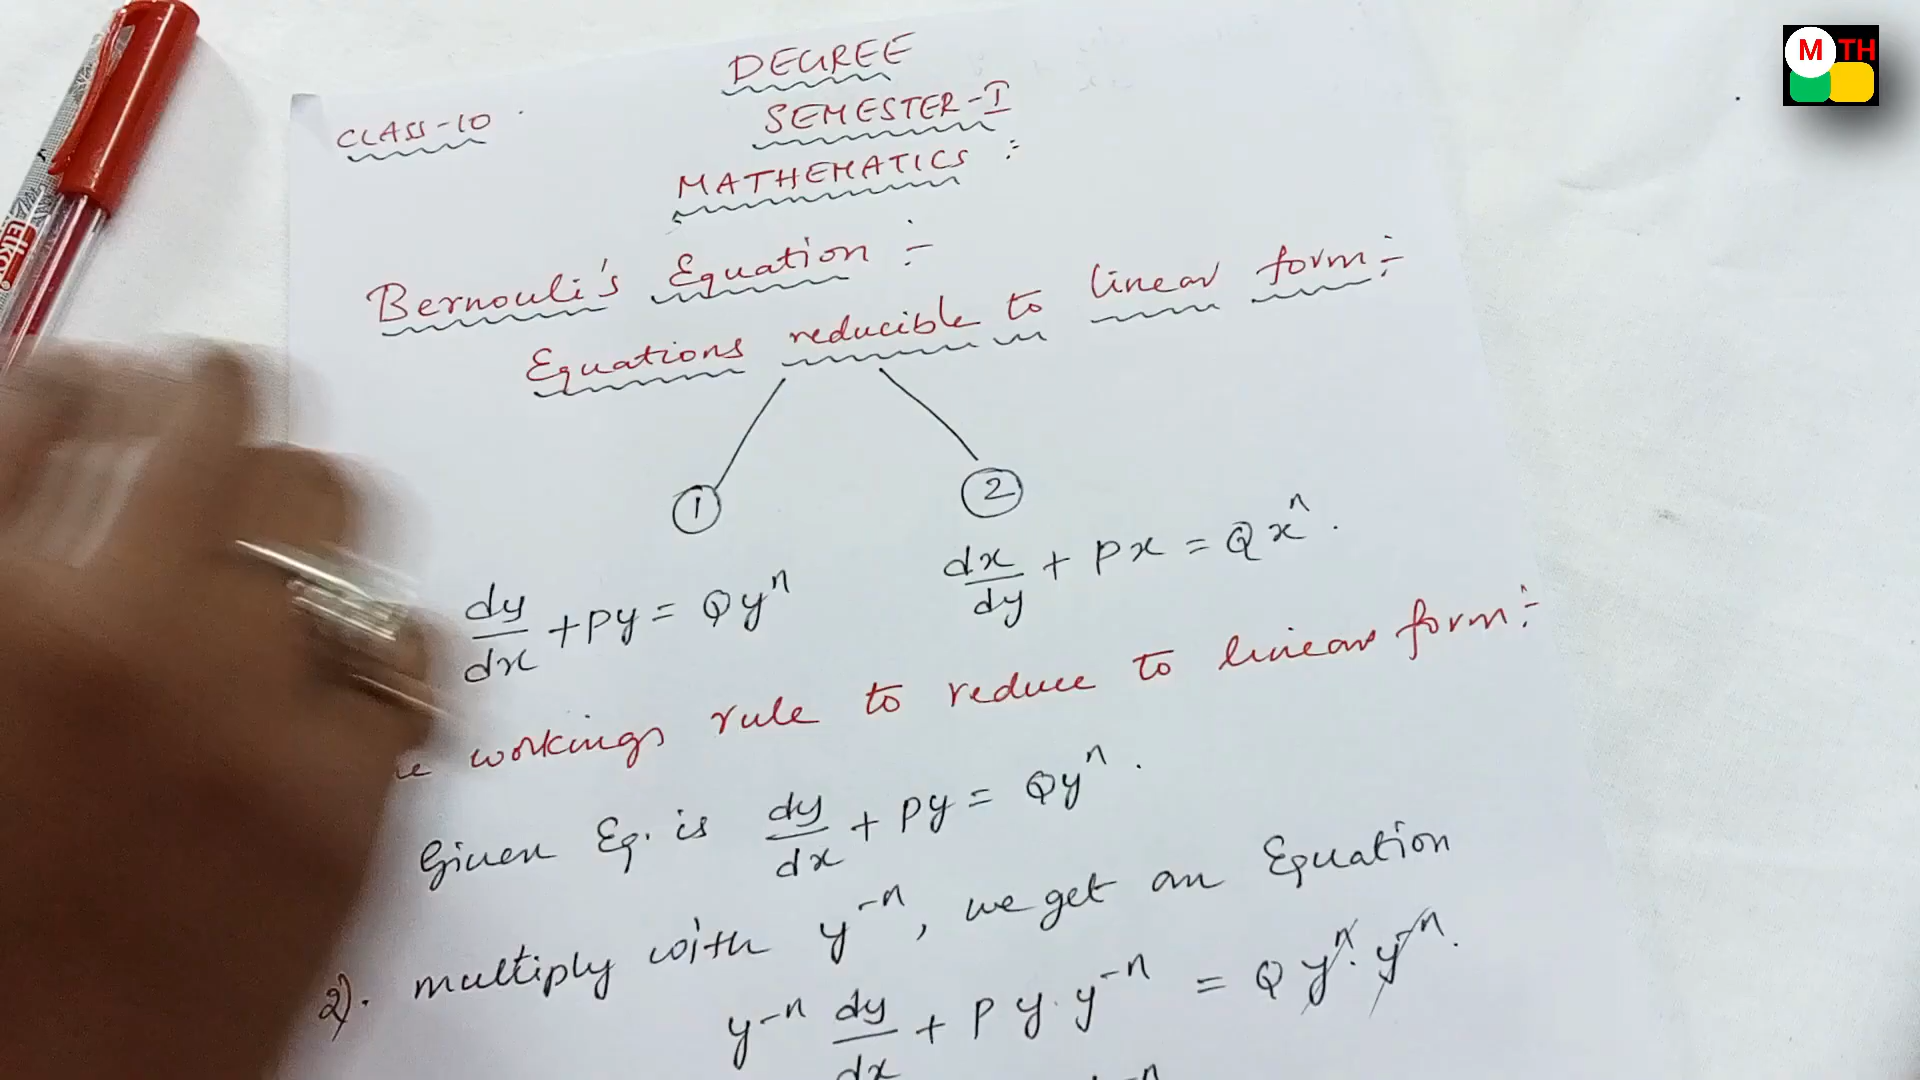 DEGREE
CLASS-10
SEMESTER-I
MATHEMATICS :
Bernouli's Equation :-
Equations reducible to linear form:-
1 2
dy/dx + Py = Qy^n
dx/dy + Px = Qx^n.
workings rule to reduce to linear form:-
Given Eq. is dy/dx + Py = Qy^n.
2). multiply with y^-n, we get an Equation
y^-n dy/dx + P y. y^-n = Q y^n. y^-n.
M TH